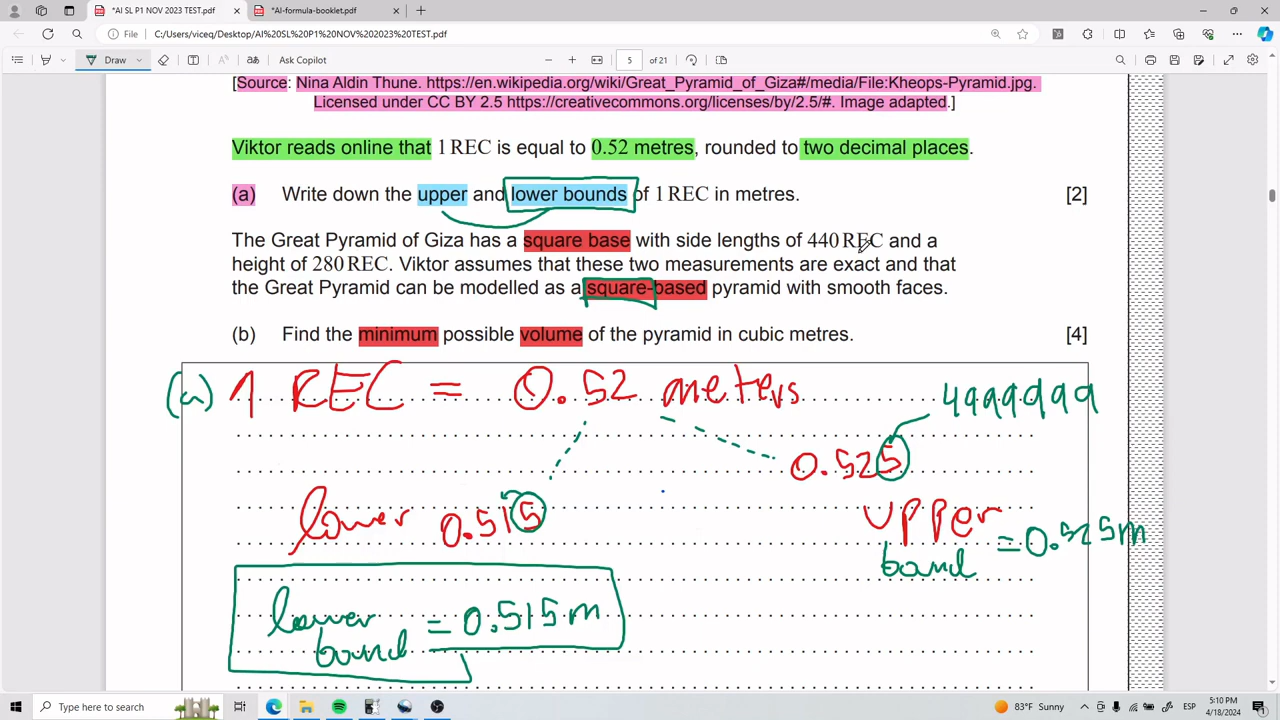 *AI SL P1 NOV 2023 TEST.pdf
*AI-formula-booklet.pdf
File
C:/Users/viceq/Desktop/AI%20SL%20P1%20NOV%202023%20TEST.pdf
Draw
Ask Copilot
5 of 21
[Source: Nina Aldin Thune. https://en.wikipedia.org/wiki/Great_Pyramid_of_Giza#/media/File:Kheops-Pyramid.jpg.
Licensed under CC BY 2.5 https://creativecommons.org/licenses/by/2.5/#. Image adapted.]
Viktor reads online that 1 REC is equal to 0.52 metres, rounded to two decimal places.
(a) Write down the upper and lower bounds of 1 REC in metres. [2]
The Great Pyramid of Giza has a square base with side lengths of 440 REC and a
height of 280 REC. Viktor assumes that these two measurements are exact and that
the Great Pyramid can be modelled as a square-based pyramid with smooth faces.
(b) Find the minimum possible volume of the pyramid in cubic metres. [4]
(a) 1 REC = 0.52 meters
4999999
0.525
lower 0.515
upper
bound = 0.525m
lower
bound = 0.515m
Type here to search
83°F Sunny
ESP
5:10 PM
4/18/2024